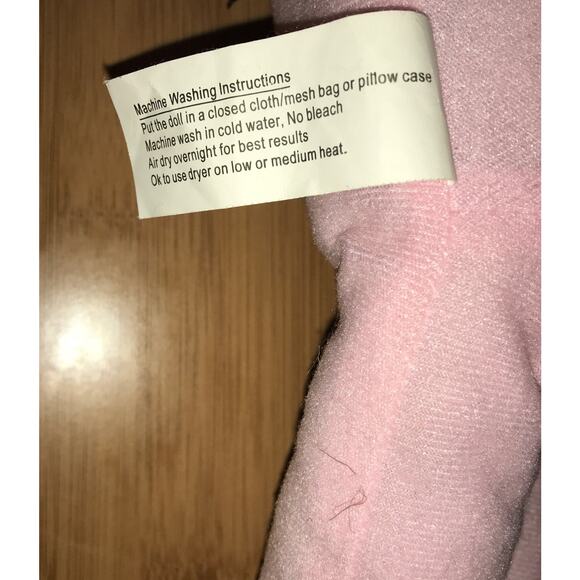 Machine Washing Instructions
Put the doll in a closed cloth/mesh bag or pillow case
Machine wash in cold water, No bleach
Air dry overnight for best results
Ok to use dryer on low or medium heat.